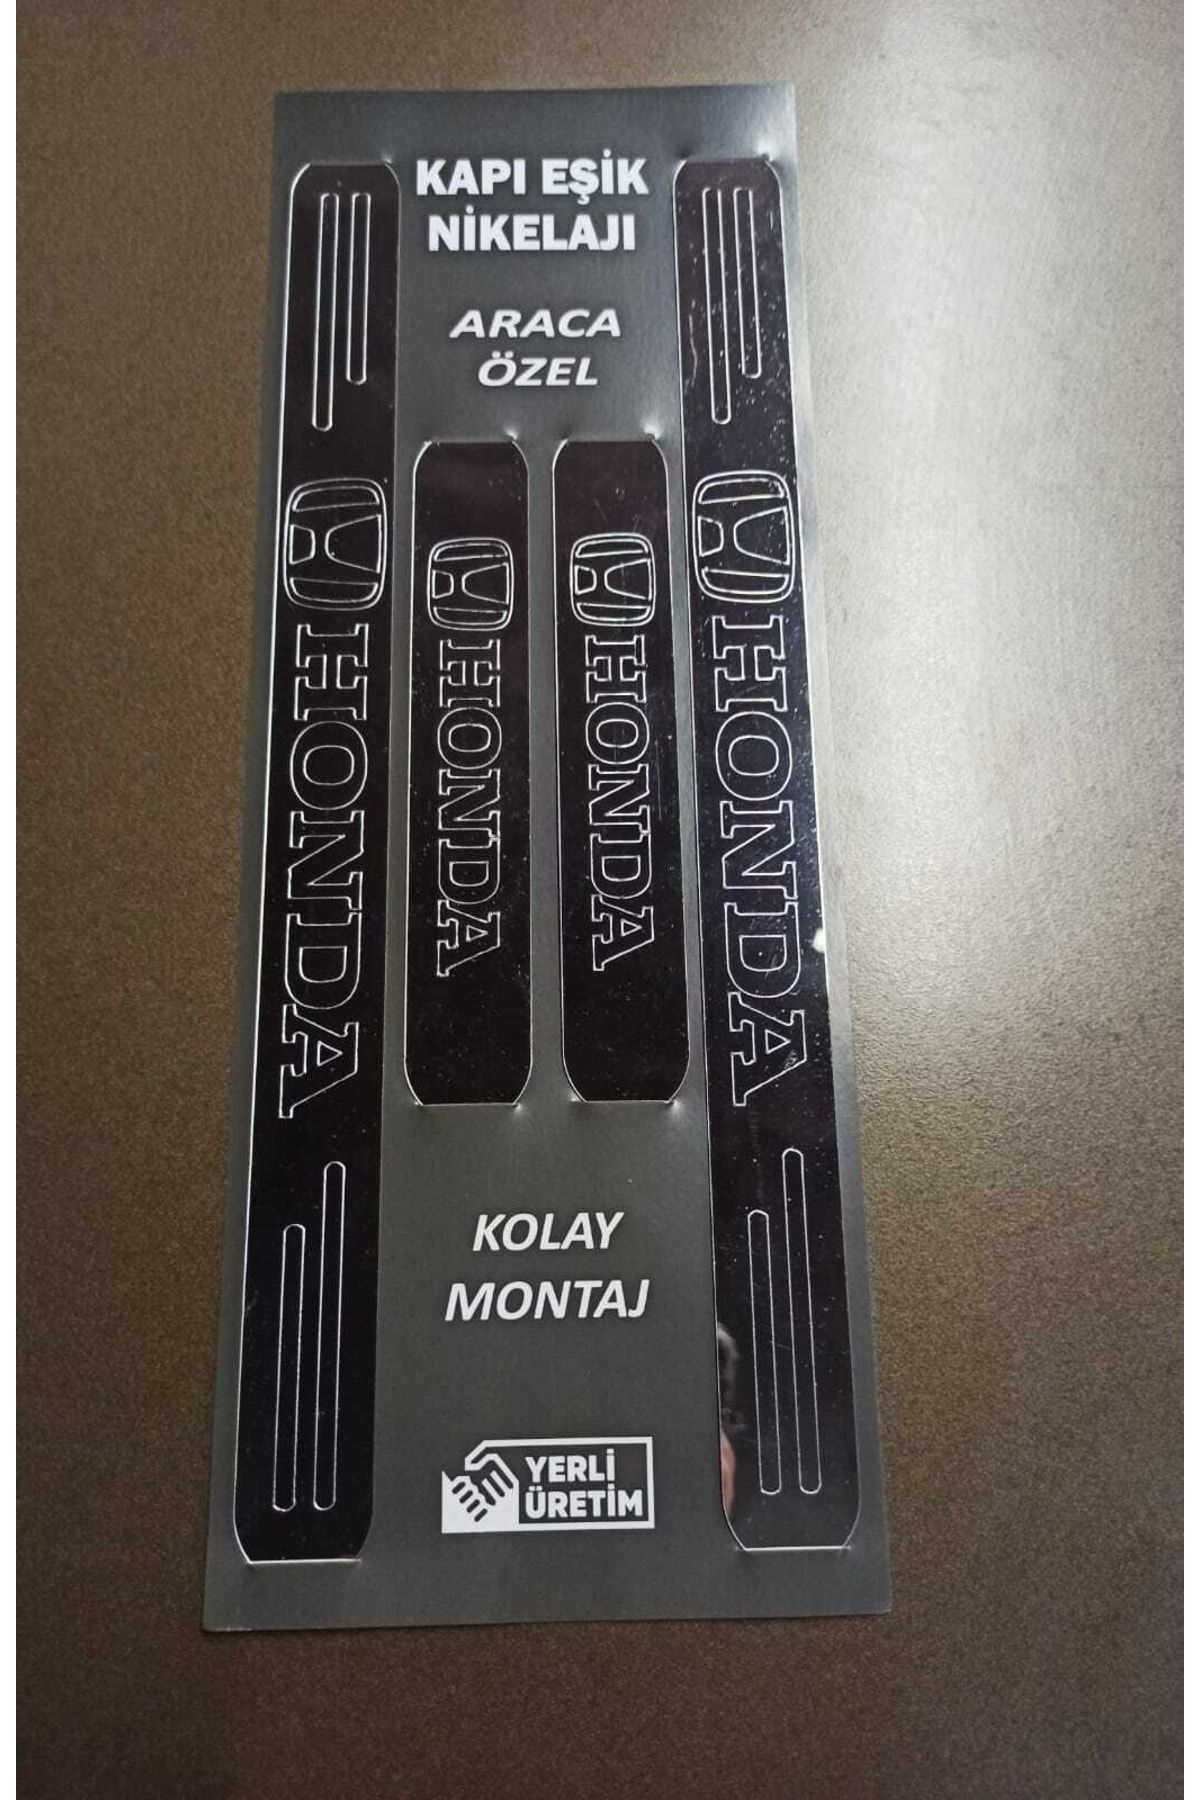 KAPI EŞİK
NİKELAJI
ARACA
ÖZEL
HONDA
HONDA
HONDA
HONDA
KOLAY
MONTAJ
YERLİ
ÜRETİM